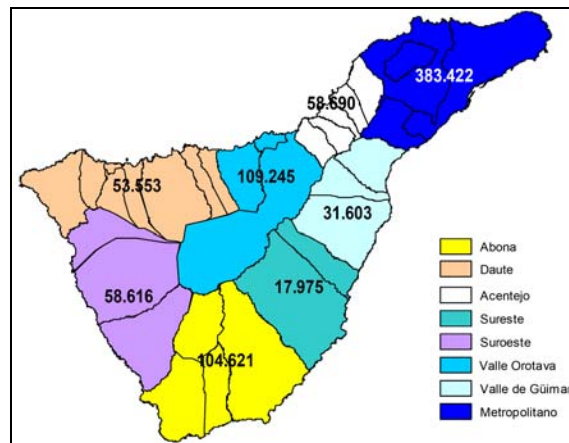 383.422
58.690
53.553
109.245
31.603
58.616
17.975
104.621
Abona
Daute
Acentejo
Sureste
Suroeste
Valle Orotava
Valle de Güimar
Metropolitano